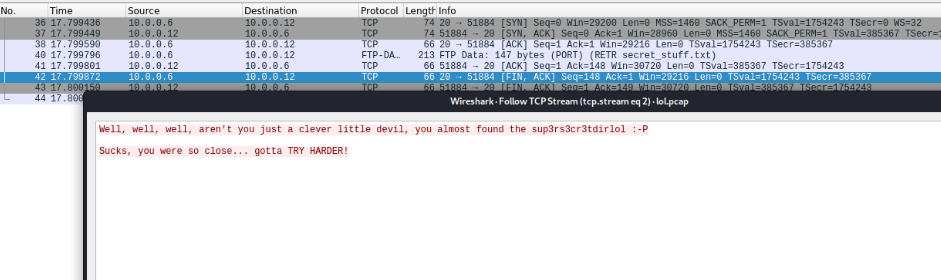 No. Time Source Destination Protocol Length Info
36 17.799436 10.0.0.6 10.0.0.12 TCP 74 20 → 51884 [SYN] Seq=0 Win=29200 Len=0 MSS=1460 SACK_PERM=1 TSval=1754243 TSecr=0 WS=32
37 17.799449 10.0.0.12 10.0.0.6 TCP 74 51884 → 20 [SYN, ACK] Seq=0 Ack=1 Win=28960 Len=0 MSS=1460 SACK_PERM=1 TSval=385367 TSecr=1
38 17.799590 10.0.0.6 10.0.0.12 TCP 66 20 → 51884 [ACK] Seq=1 Ack=1 Win=29216 Len=0 TSval=1754243 TSecr=385367
40 17.799796 10.0.0.6 10.0.0.12 FTP-DA… 213 FTP Data: 147 bytes (PORT) (RETR secret_stuff.txt)
41 17.799801 10.0.0.12 10.0.0.6 TCP 66 51884 → 20 [ACK] Seq=1 Ack=148 Win=30720 Len=0 TSval=385367 TSecr=1754243
42 17.799872 10.0.0.6 10.0.0.12 TCP 66 20 → 51884 [FIN, ACK] Seq=148 Ack=1 Win=29216 Len=0 TSval=1754243 TSecr=385367
43 17.800150 10.0.0.12 10.0.0.6 TCP 66 51884 → 20 [FIN, ACK] Seq=1 Ack=149 Win=30720 Len=0 TSval=385367 TSecr=1754243
44 17.800
Wireshark · Follow TCP Stream (tcp.stream eq 2) · lol.pcap
Well, well, well, aren't you just a clever little devil, you almost found the sup3rs3cr3tdirlol :-P
Sucks, you were so close... gotta TRY HARDER!